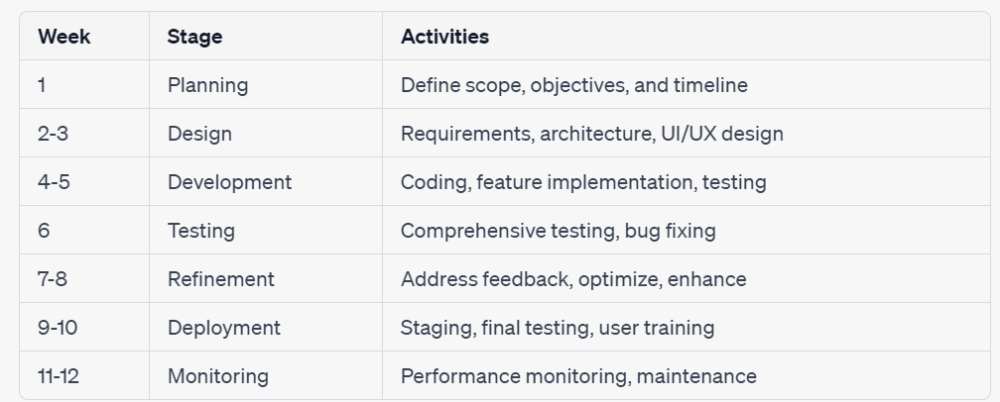 Week Stage Activities
1 Planning Define scope, objectives, and timeline
2-3 Design Requirements, architecture, UI/UX design
4-5 Development Coding, feature implementation, testing
6 Testing Comprehensive testing, bug fixing
7-8 Refinement Address feedback, optimize, enhance
9-10 Deployment Staging, final testing, user training
11-12 Monitoring Performance monitoring, maintenance